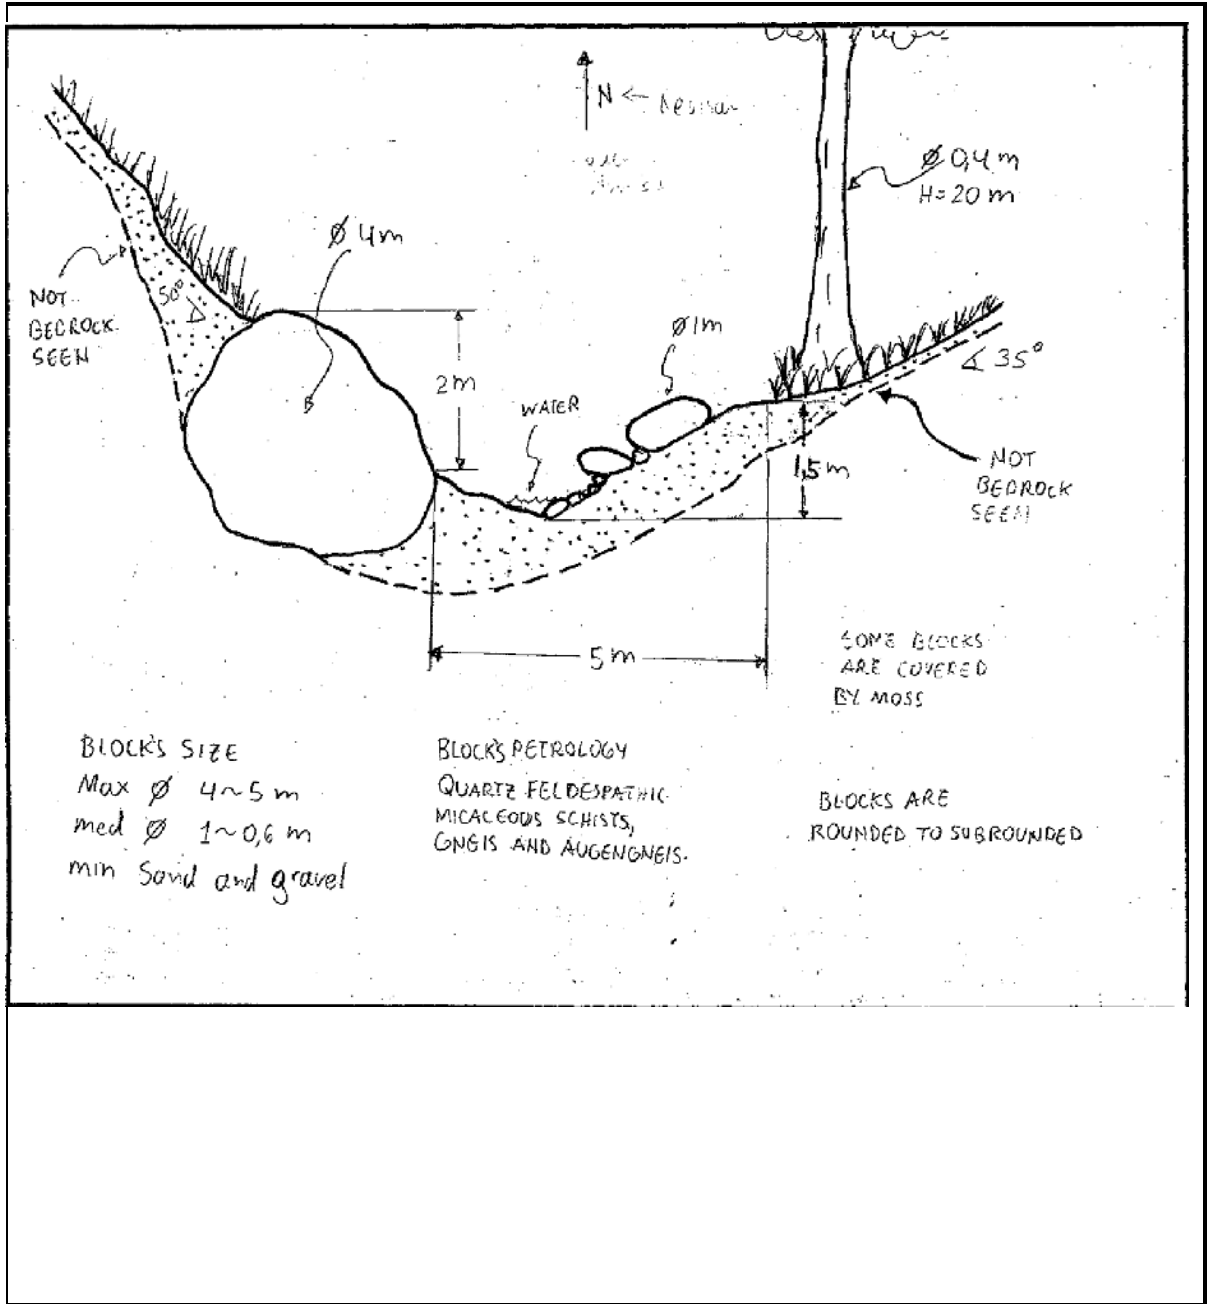 N ←
Ø 0,4 m
H = 20 m
Ø 4m
NOT
BEDROCK
SEEN
50°
Ø 1m
2m
WATER
∡ 35°
1,5 m
NOT
BEDROCK
SEEN
5 m
SOME BLOCKS
ARE COVERED
BY MOSS
BLOCK'S SIZE
Max Ø 4~5 m
med Ø 1~0,6 m
min Sand and gravel
BLOCK'S PETROLOGY
QUARTZ FELDESPATHIC
MICACEOUS SCHISTS,
GNEIS AND AUGENGNEIS.
BLOCKS ARE
ROUNDED TO SUBROUNDED